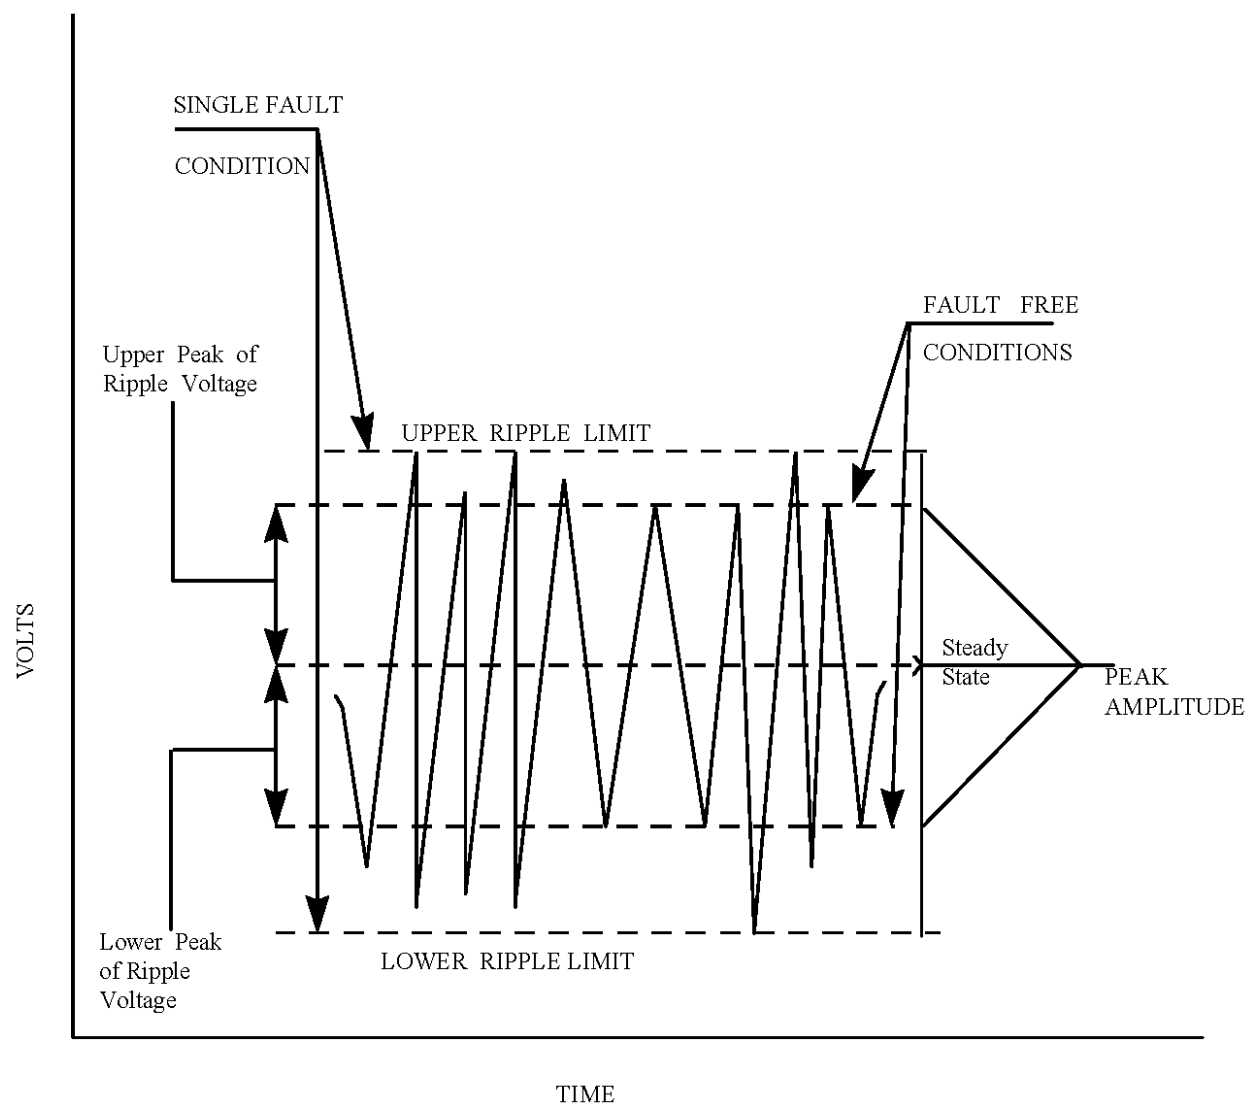 SINGLE FAULT
CONDITION
FAULT FREE
CONDITIONS
Upper Peak of
Ripple Voltage
UPPER RIPPLE LIMIT
VOLTS
Steady
State
PEAK
AMPLITUDE
Lower Peak
of Ripple
Voltage
LOWER RIPPLE LIMIT
TIME